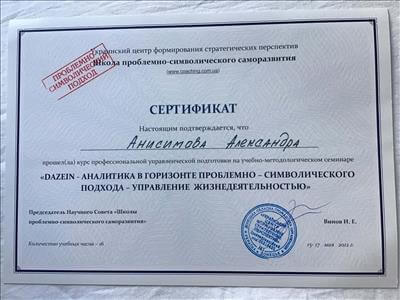 Украинский центр формирования стратегических перспектив
Школа проблемно-символического саморазвития
(www.coaching.com.ua)
ПРОБЛЕМНО-
СИМВОЛИЧЕСКИЙ
ПОДХОД
СЕРТИФИКАТ
Настоящим подтверждается, что
Анисимова Александра
прошел(ла) курс профессиональной управленческой подготовки на учебно-методологическом семинаре
«DAZEIN - АНАЛИТИКА В ГОРИЗОНТЕ ПРОБЛЕМНО – СИМВОЛИЧЕСКОГО
ПОДХОДА – УПРАВЛЕНИЕ ЖИЗНЕДЕЯТЕЛЬНОСТЬЮ»
Председатель Научного Совета «Школы
проблемно-символического саморазвития»
Винов И. Е.
Количество учебных часов – 16
мая 2012 г.